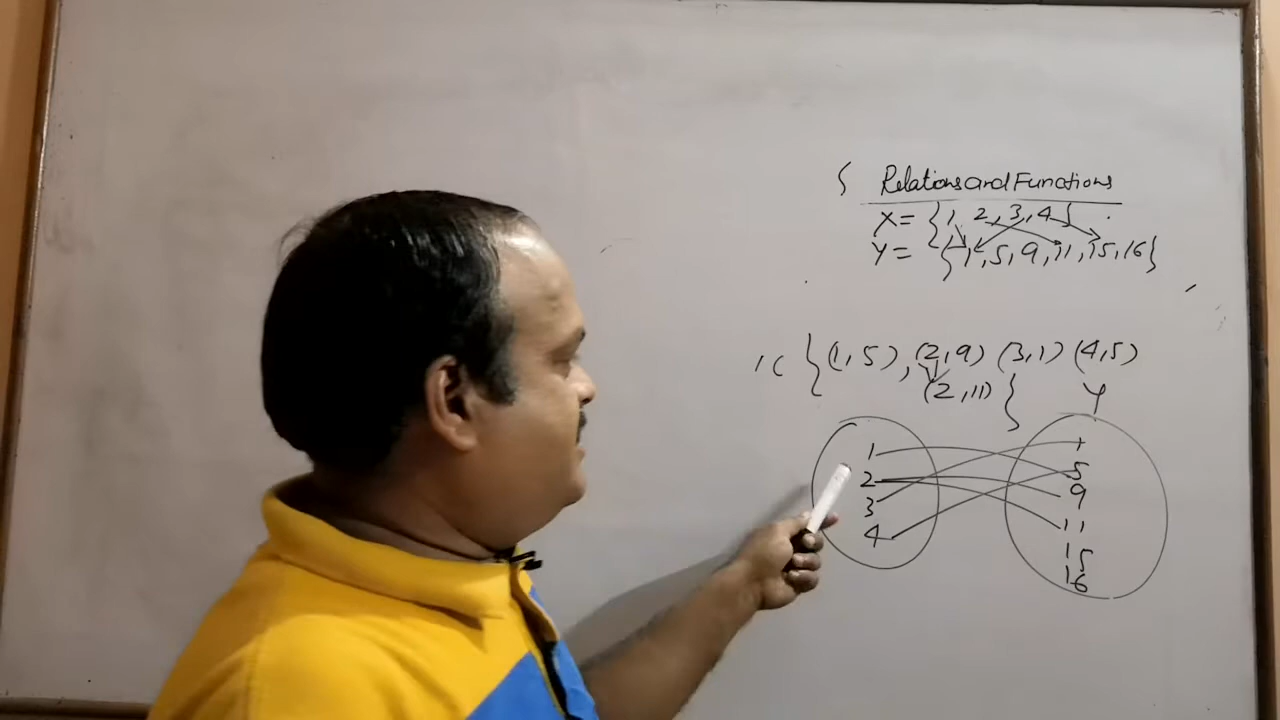 Relations and Functions
X = {1, 2, 3, 4}
Y = {1, 5, 9, 11, 15, 16}
{(1,5), (2,9) (3,1) (4,5)
(2,11) }
Y
1 1
2 5
3 9
4 11
15
16